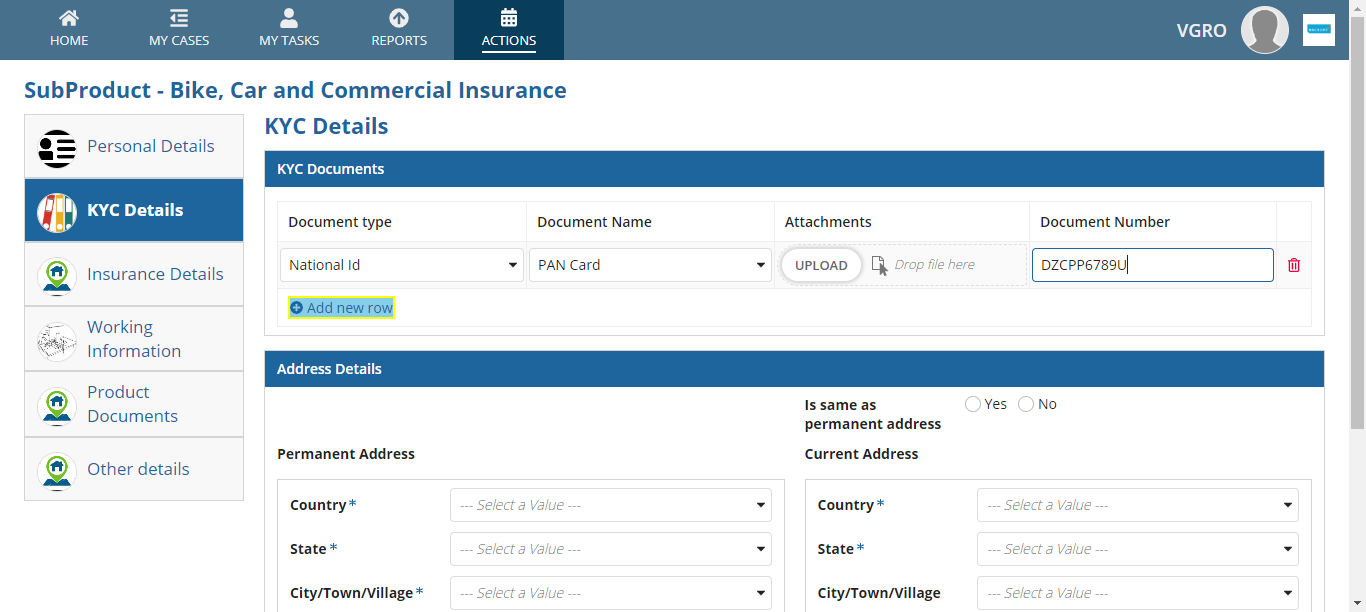 HOME
MY CASES
MY TASKS
REPORTS
ACTIONS
VGRO
SubProduct - Bike, Car and Commercial Insurance
Personal Details
KYC Details
Insurance Details
Working
Information
Product
Documents
Other details
KYC Details
KYC Documents
Document type
Document Name
Attachments
Document Number
National Id
PAN Card
UPLOAD
Drop file here
DZCPP6789U
Add new row
Address Details
Is same as
permanent address
Yes
No
Permanent Address
Current Address
Country*
--- Select a Value ---
Country*
--- Select a Value ---
State*
--- Select a Value ---
State*
--- Select a Value ---
City/Town/Village*
--- Select a Value ---
City/Town/Village
--- Select a Value ---